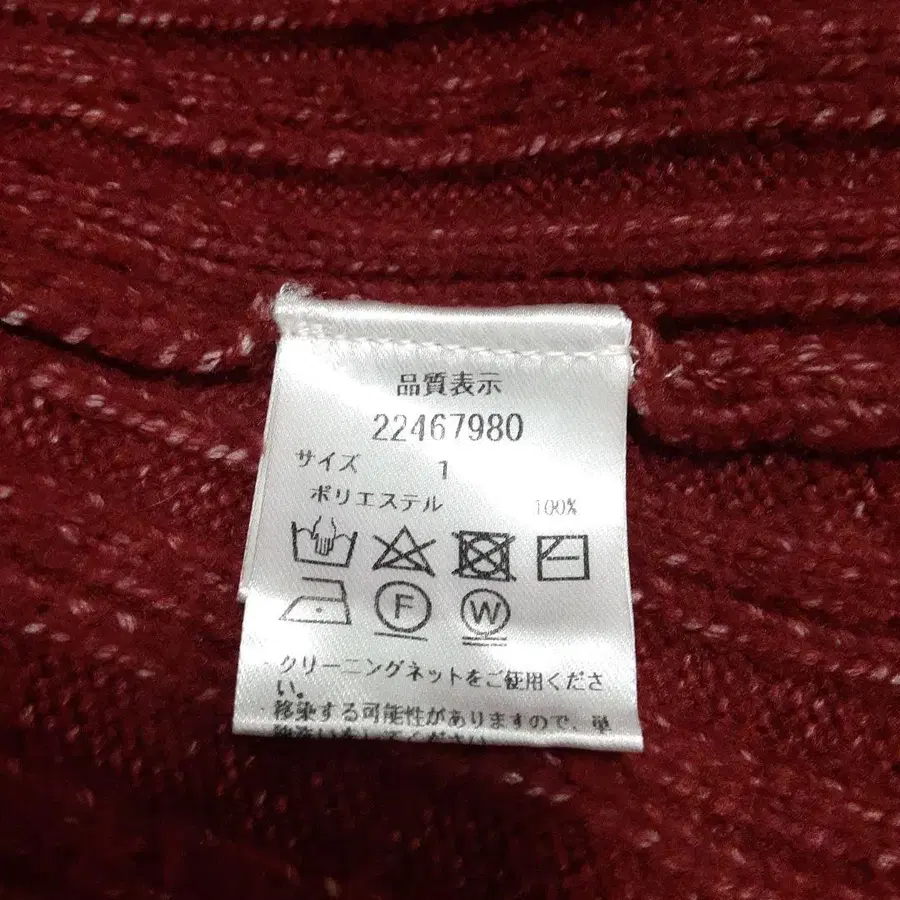 品質表示
22467980
サイズ 1
ポリエステル 100%
F W
・クリーニングネットをご使用くださ
い。
・移染する可能性がありますので、単